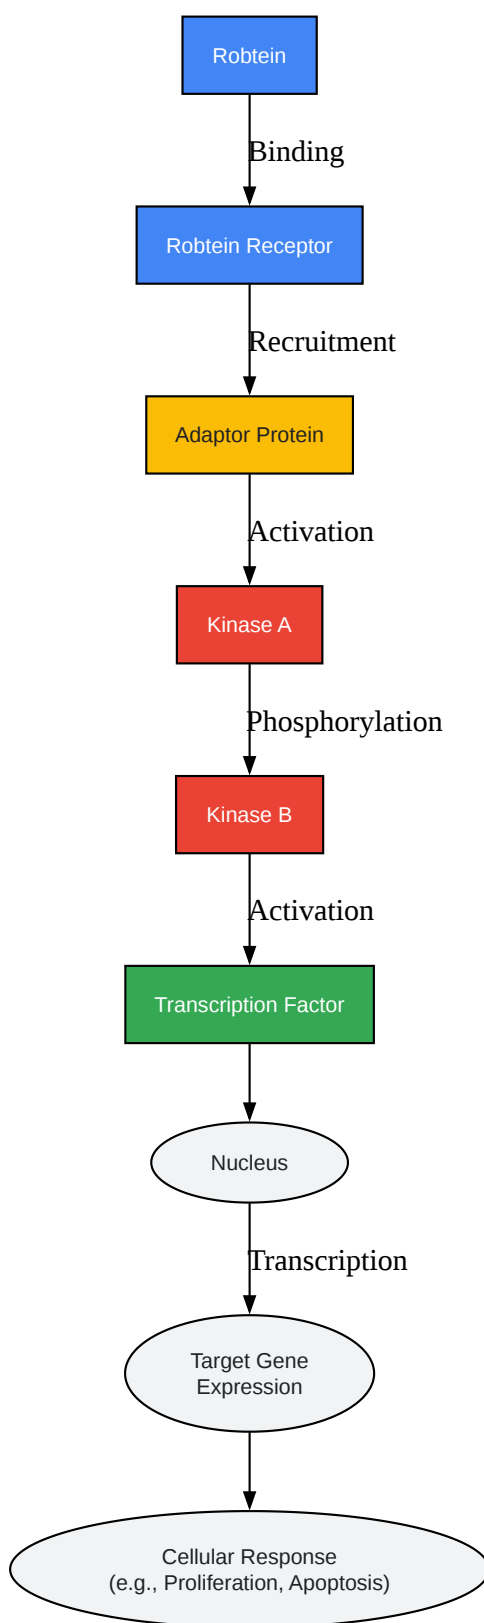 Robtein
Binding
Robtein Receptor
Recruitment
Adaptor Protein
Activation
Kinase A
Phosphorylation
Kinase B
Activation
Transcription Factor
Nucleus
Transcription
Target Gene
Expression
Cellular Response
(e.g., Proliferation, Apoptosis)